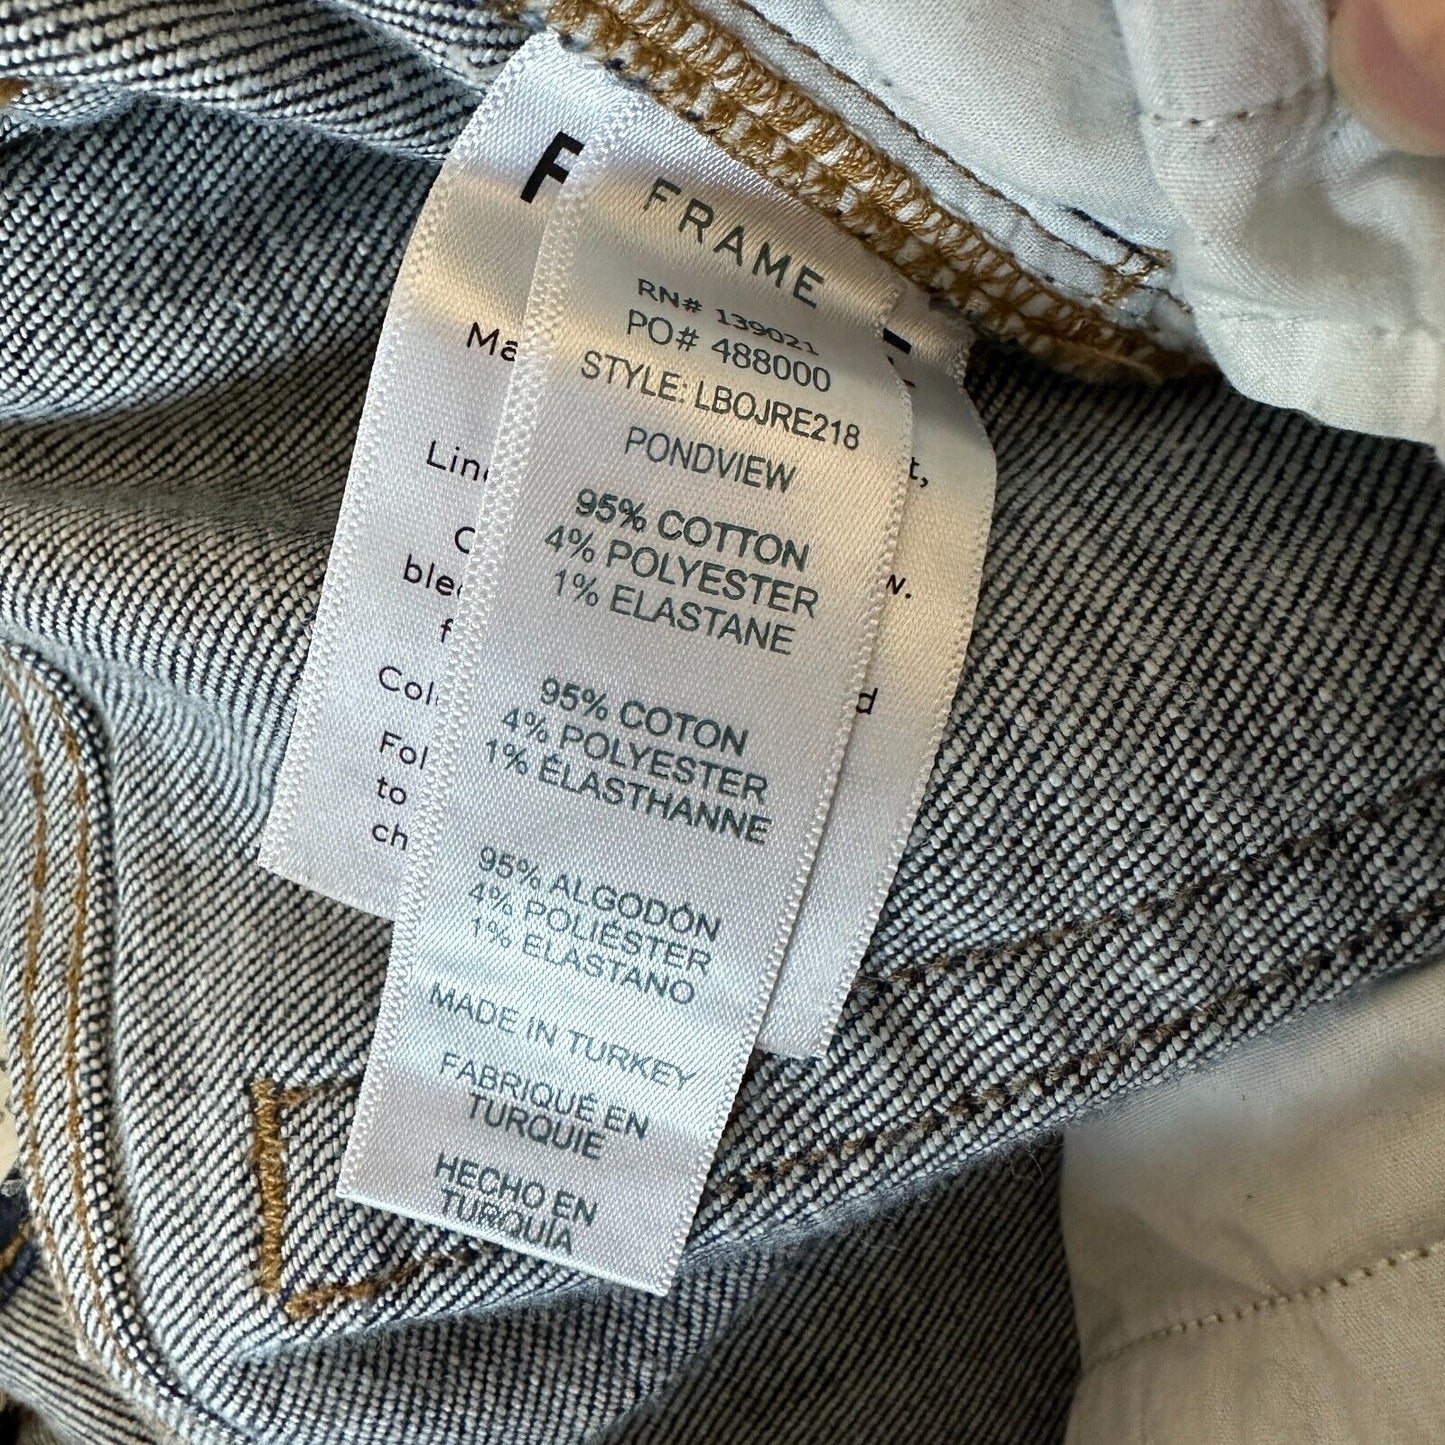 FRAME
RN# 139021
PO# 488000
STYLE: LBOJRE218
PONDVIEW
95% COTTON
4% POLYESTER
1% ELASTANE
95% COTON
4% POLYESTER
1% ÉLASTHANNE
95% ALGODÓN
4% POLIÉSTER
1% ELASTANO
MADE IN TURKEY
FABRIQUÉ EN
TURQUIE
HECHO EN
TURQUÍA
to